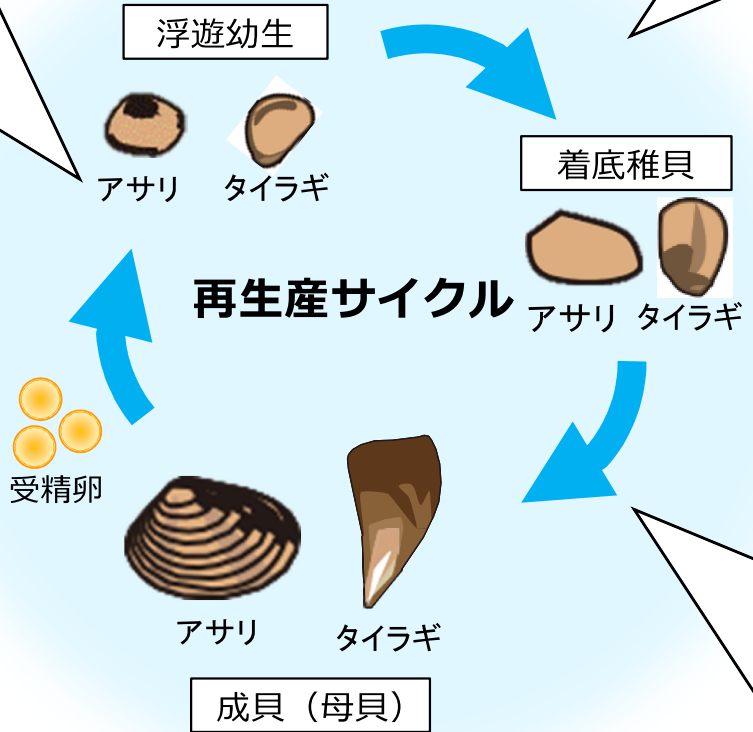 浮遊幼生
アサリ
タイラギ
着底稚貝
アサリ
タイラギ
再生産サイクル
受精卵
アサリ
タイラギ
成貝（母貝）